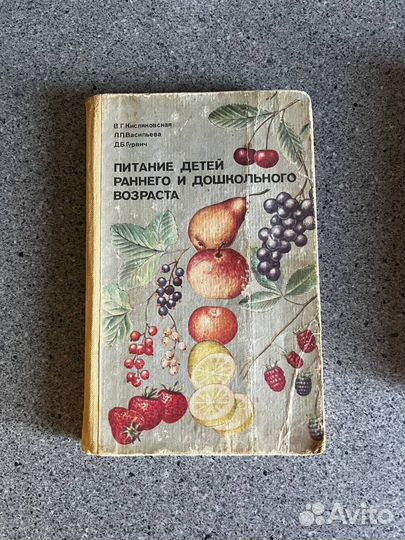 В.Г.Кисляковская
Л.П.Васильева
Д.Б.Гурвич
ПИТАНИЕ ДЕТЕЙ
РАННЕГО И ДОШКОЛЬНОГО
ВОЗРАСТА
Avito